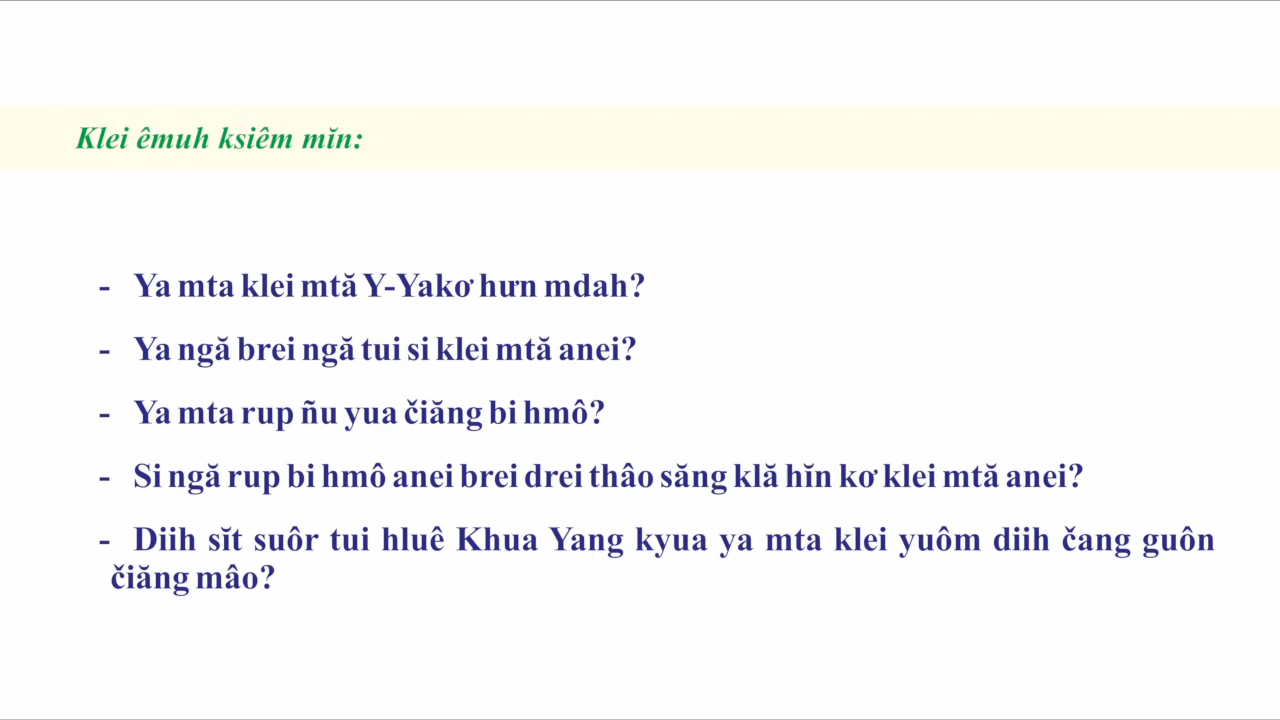 Klei êmuh ksiêm mĭn:
- Ya mta klei mtă Y-Yakơ hưn mdah?
- Ya ngă brei ngă tui si klei mtă anei?
- Ya mta rup ñu yua čiăng bi hmô?
- Si ngă rup bi hmô anei brei drei thâo săng klă hĭn kơ klei mtă anei?
- Diih sĭt suôr tui hluê Khua Yang kyua ya mta klei yuôm diih čang guôn
čiăng mâo?